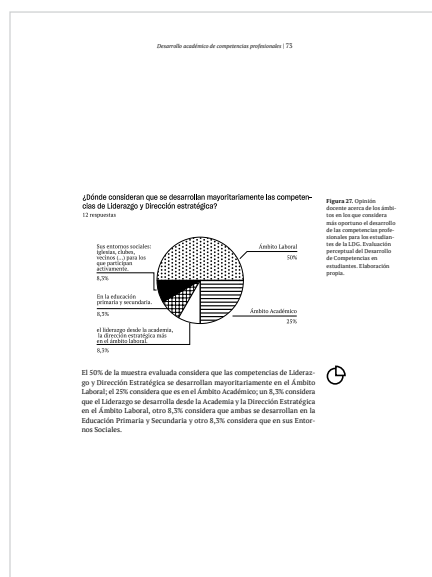 Desarrollo académico de competencias profesionales | 75
¿Dónde consideran que se desarrollan mayoritariamente las competen-
cias de Liderazgo y Dirección estratégica?
12 respuestas
Sus entornos sociales:
iglesias, clubes,
vecinos (...) para los
que participan
activamente.
8,3%
En la educación
primaria y secundaria.
8,3%
el liderazgo desde la academia,
la dirección estratégica más
en el ámbito laboral.
8,3%
Ámbito Laboral
50%
Ámbito Académico
25%
Figura 27. Opinión
docente acerca de los ámbi-
tos en los que considera
más oportuno el desarrollo
de las competencias profe-
sionales para los estudian-
tes de la LDG. Evaluación
perceptual del Desarrollo
de Competencias en
estudiantes. Elaboración
propia.
El 50% de la muestra evaluada considera que las competencias de Lideraz-
go y Dirección Estratégica se desarrollan mayoritariamente en el Ámbito
Laboral; el 25% considera que es en el Ámbito Académico; un 8,3% considera
que el Liderazgo se desarrolla desde la Academia y la Dirección Estratégica
en el Ámbito Laboral, otro 8,3% considera que ambas se desarrollan en la
Educación Primaria y Secundaria y otro 8,3% considera que en sus Entor-
nos Sociales.